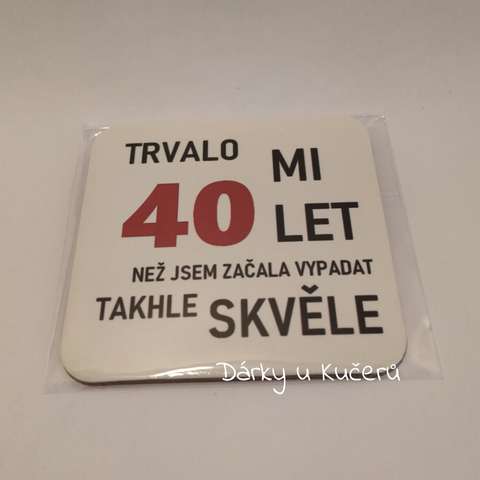 TRVALO MI
40 LET
NEŽ JSEM ZAČALA VYPADAT
TAKHLE SKVĚLE
Dárky u Kučerů